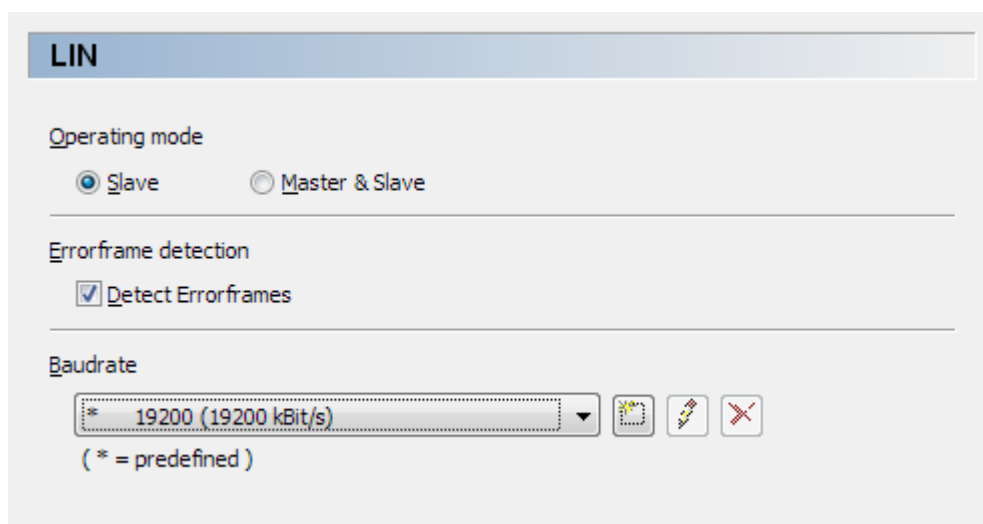 LIN
Operating mode
Slave Master & Slave
Errorframe detection
Detect Errorframes
Baudrate
* 19200 (19200 kBit/s)
( * = predefined )